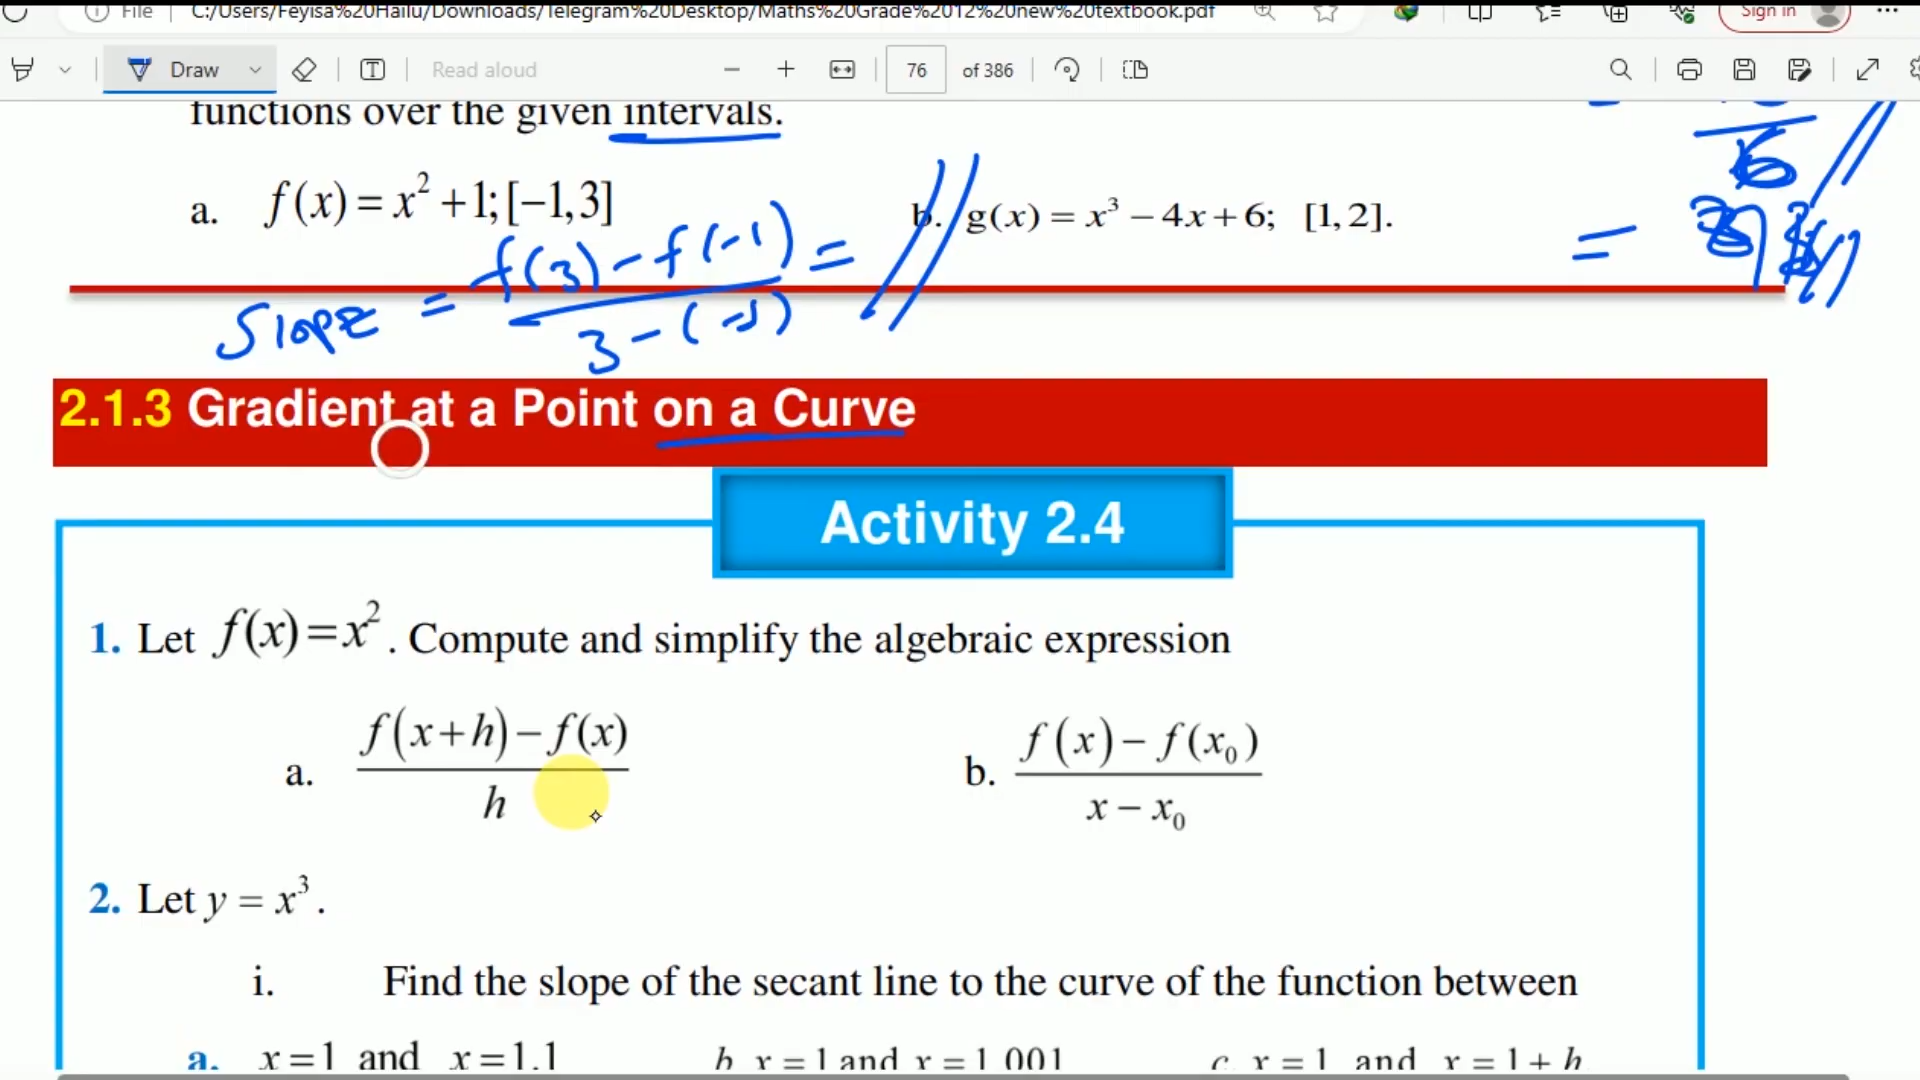 File C:/Users/Feyisa%20Hailu/Downloads/Telegram%20Desktop/Maths%20Grade%2012%20new%20textbook.pdf Sign in
Draw Read aloud 76 of 386
functions over the given intervals.
a. f(x) = x² + 1; [−1, 3] b. g(x) = x³ − 4x + 6; [1, 2].
Slope = f(3) − f(-1) / 3 − (-1) =
2.1.3 Gradient at a Point on a Curve
Activity 2.4
1. Let f(x) = x². Compute and simplify the algebraic expression
a. f(x+h) − f(x) / h b. f(x) − f(x₀) / x − x₀
2. Let y = x³.
i. Find the slope of the secant line to the curve of the function between
a. x = 1 and x = 1.1 b. x = 1 and x = 1.001 c. x = 1 and x = 1 + h